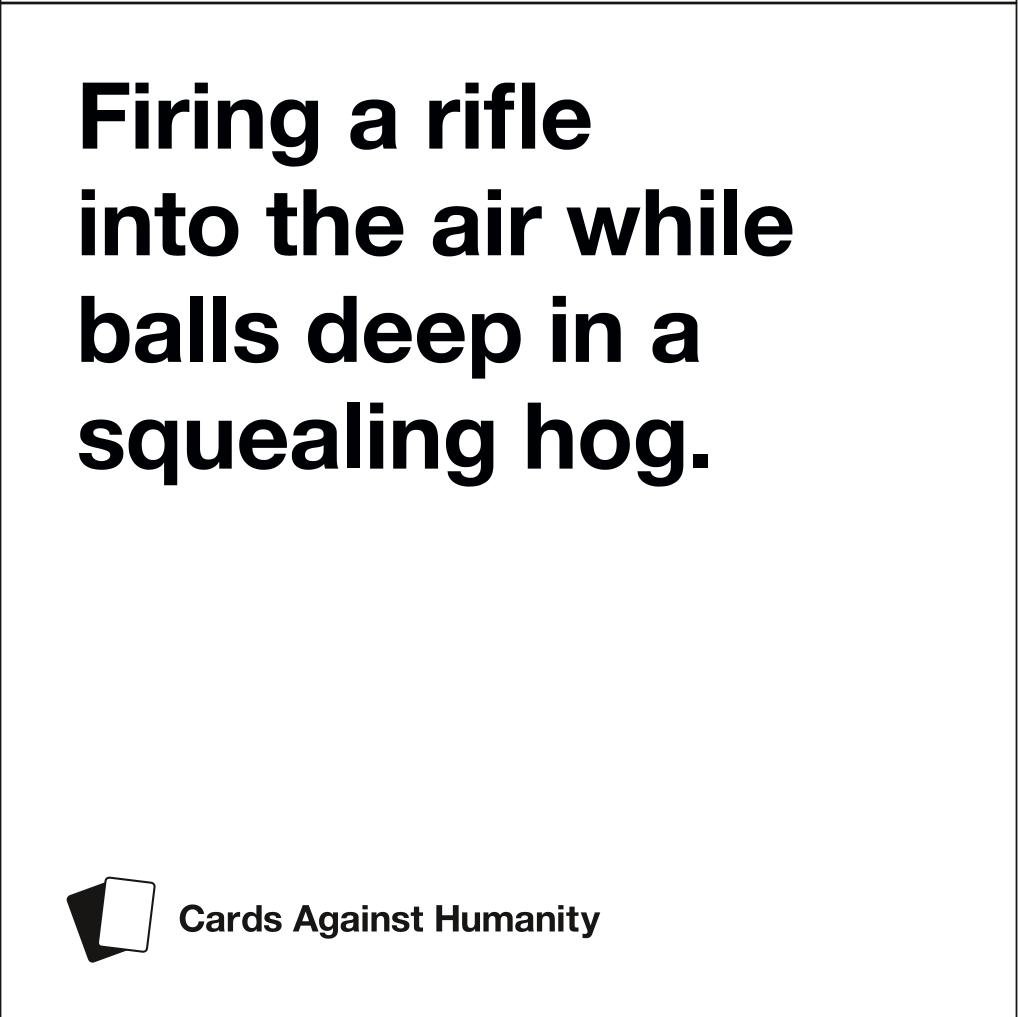 Firing a rifle
into the air while
balls deep in a
squealing hog.
Cards Against Humanity